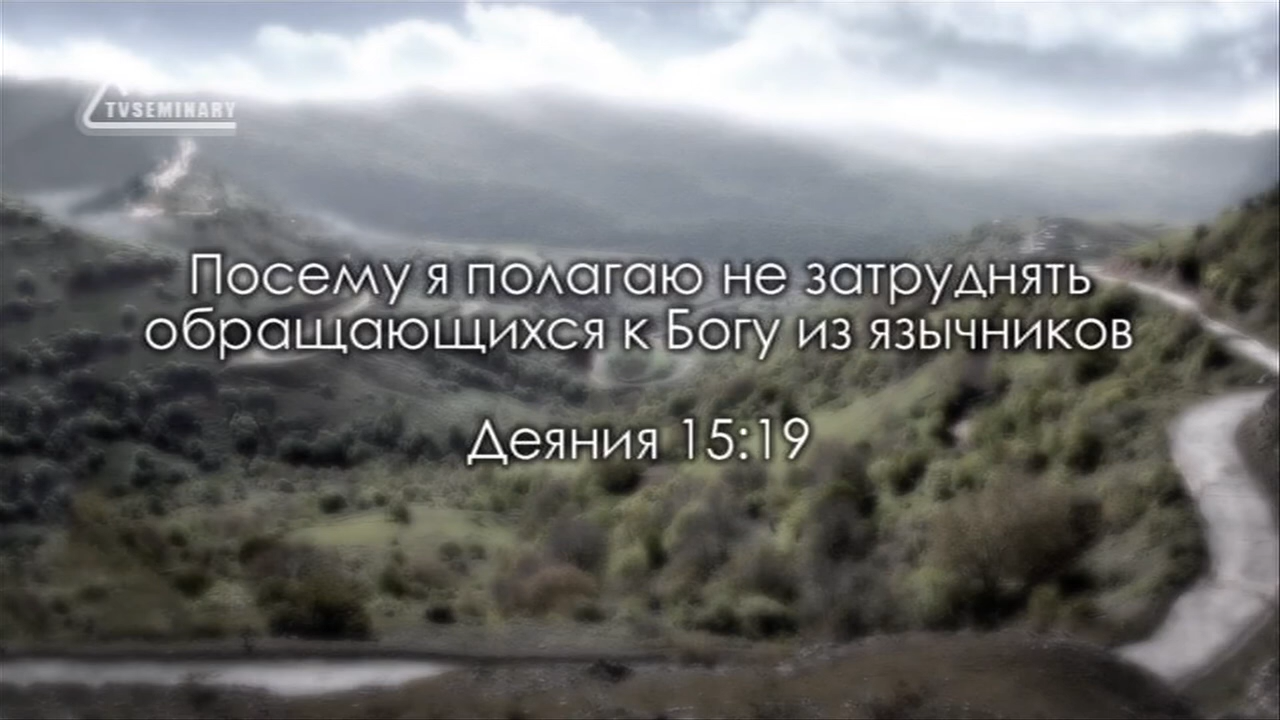 TVSEMINARY
Посему я полагаю не затруднять
обращающихся к Богу из язычников
Деяния 15:19